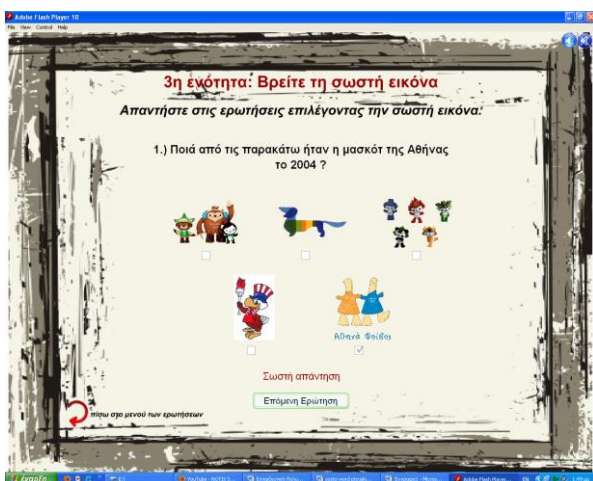 Adobe Flash Player 10
File View Control Help
3η ενότητα: Βρείτε τη σωστή εικόνα
Απαντήστε στις ερωτήσεις επιλέγοντας την σωστή εικόνα:
1.) Ποιά από τις παρακάτω ήταν η μασκότ της Αθήνας
το 2004 ?
Αθηνά Φοίβος
Σωστή απάντηση
Επόμενη Ερώτηση
πίσω στο μενού των ερωτήσεων
έναρξη